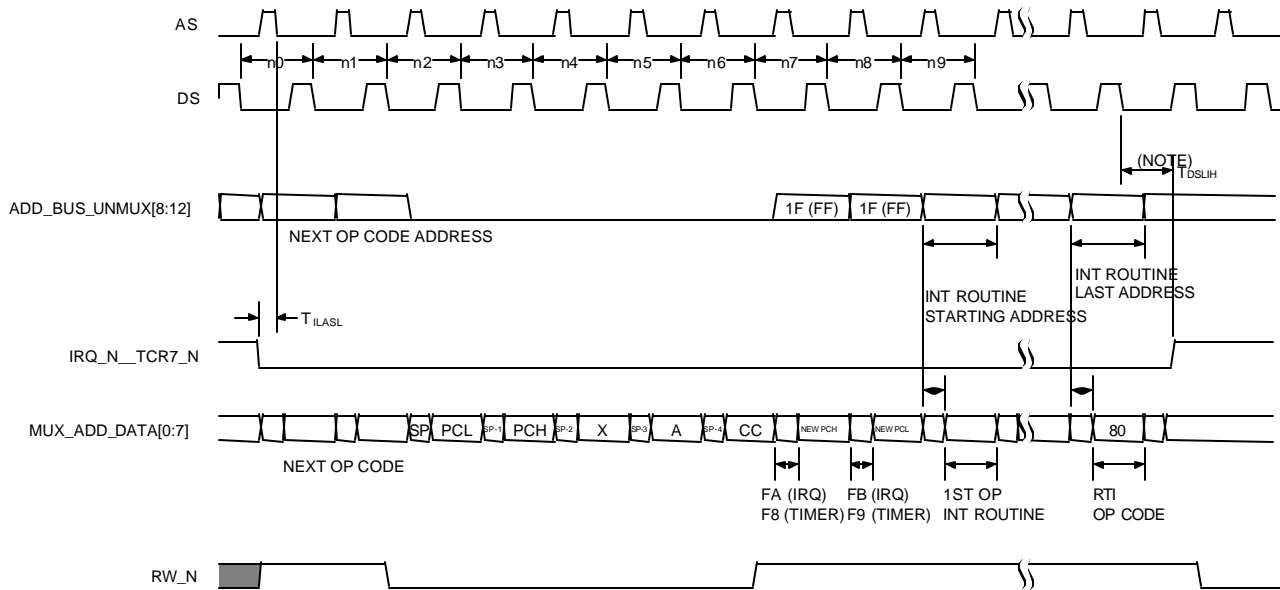 AS
n0 n1 n2 n3 n4 n5 n6 n7 n8 n9
DS
(NOTE)
TDSLIH
ADD_BUS_UNMUX[8:12]
1F (FF) 1F (FF)
NEXT OP CODE ADDRESS
INT ROUTINE
STARTING ADDRESS
INT ROUTINE
LAST ADDRESS
TILASL
IRQ_N__TCR7_N
MUX_ADD_DATA[0:7]
SP PCL SP-1 PCH SP-2 X SP-3 A SP-4 CC NEW PCH NEW PCL 80
NEXT OP CODE
FA (IRQ)
F8 (TIMER)
FB (IRQ)
F9 (TIMER)
1ST OP
INT ROUTINE
RTI
OP CODE
RW_N